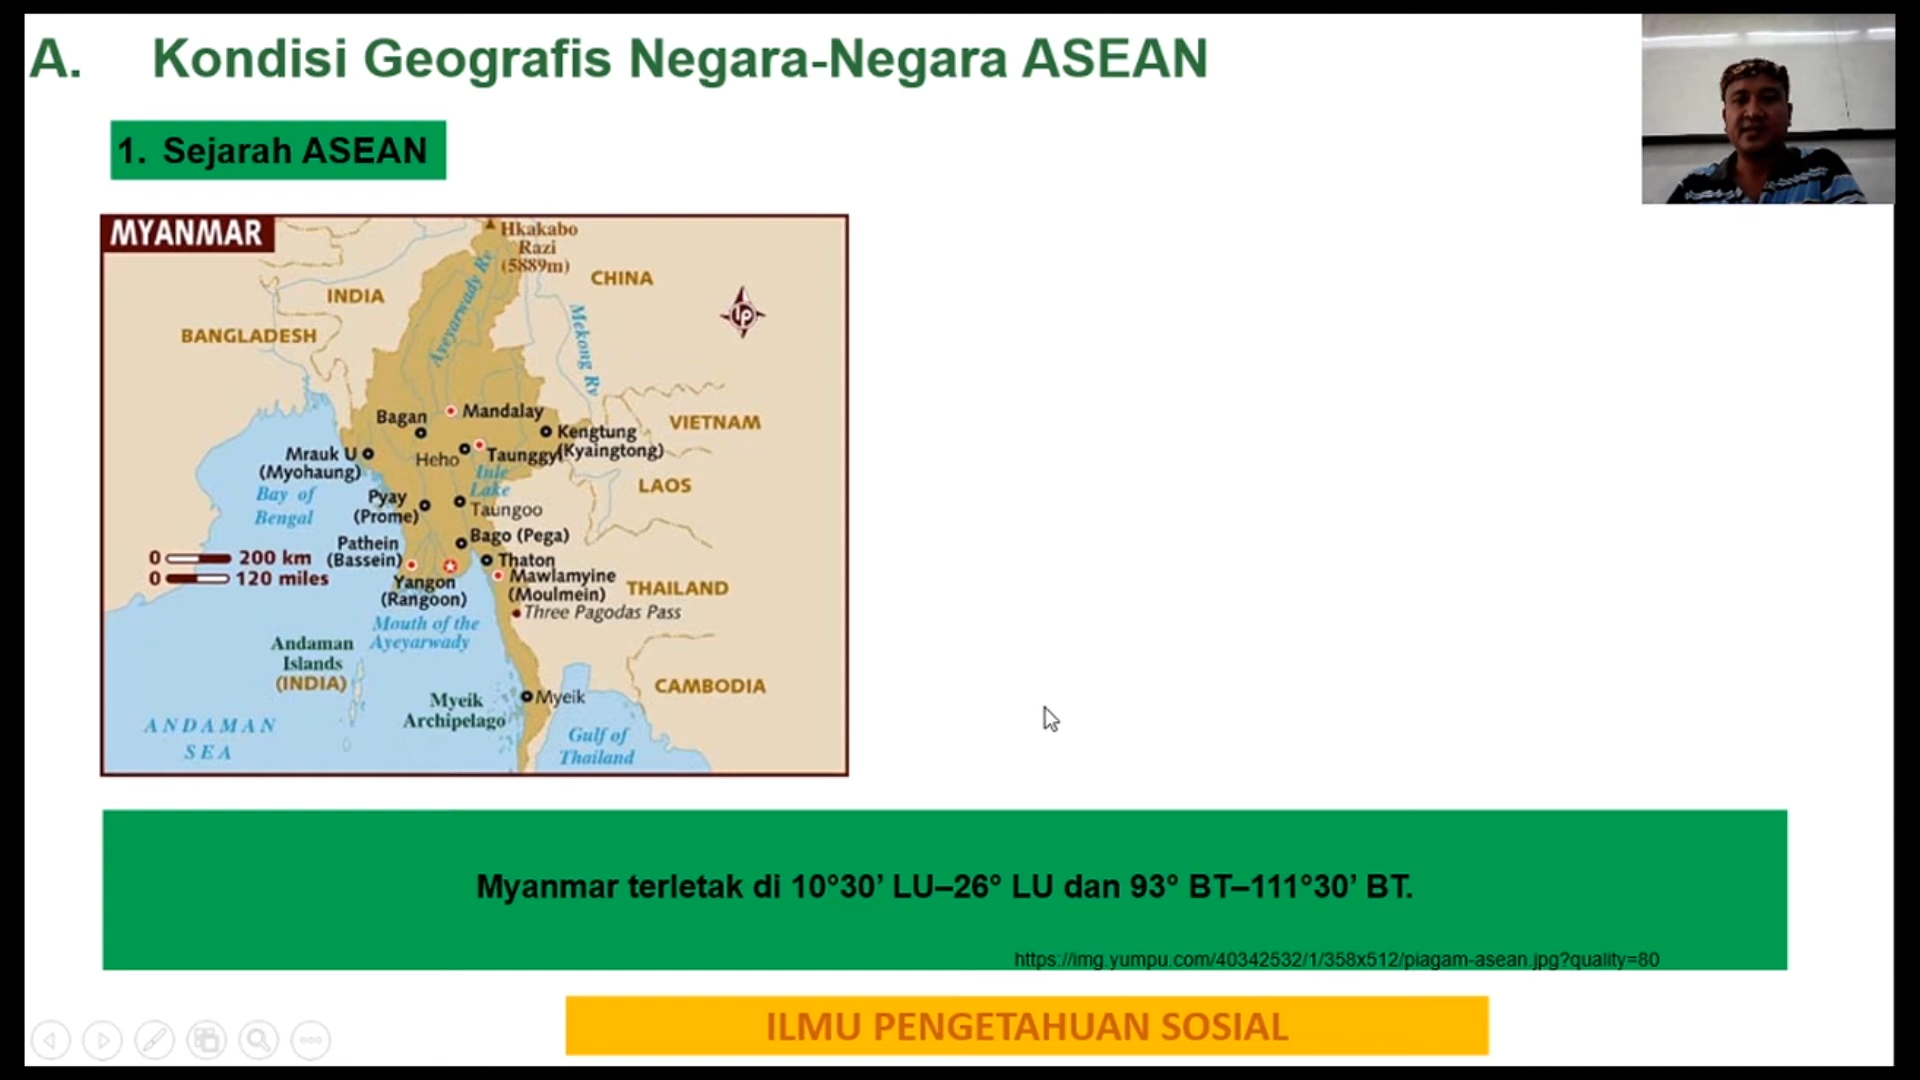 A. Kondisi Geografis Negara-Negara ASEAN
1. Sejarah ASEAN
MYANMAR
Hkakabo
Razi
(5889m)
CHINA
INDIA
BANGLADESH
Ayeyarwady Rv
Mekong Rv
lp
Bagan
Mandalay
VIETNAM
Kengtung
(Kyaingtong)
Mrauk U
(Myohaung)
Heho
Taunggyi
Inle
Lake
LAOS
Bay of
Bengal
Pyay
(Prome)
Taungoo
Bago (Pega)
Pathein
(Bassein)
Thaton
0 200 km
0 120 miles
Yangon
(Rangoon)
Mawlamyine
(Moulmein)
THAILAND
Three Pagodas Pass
Mouth of the
Ayeyarwady
Andaman
Islands
(INDIA)
CAMBODIA
Myeik
Archipelago
Myeik
ANDAMAN
SEA
Gulf of
Thailand
Myanmar terletak di 10°30’ LU–26° LU dan 93° BT–111°30’ BT.
https://img.yumpu.com/40342532/1/358x512/piagam-asean.jpg?quality=80
ILMU PENGETAHUAN SOSIAL